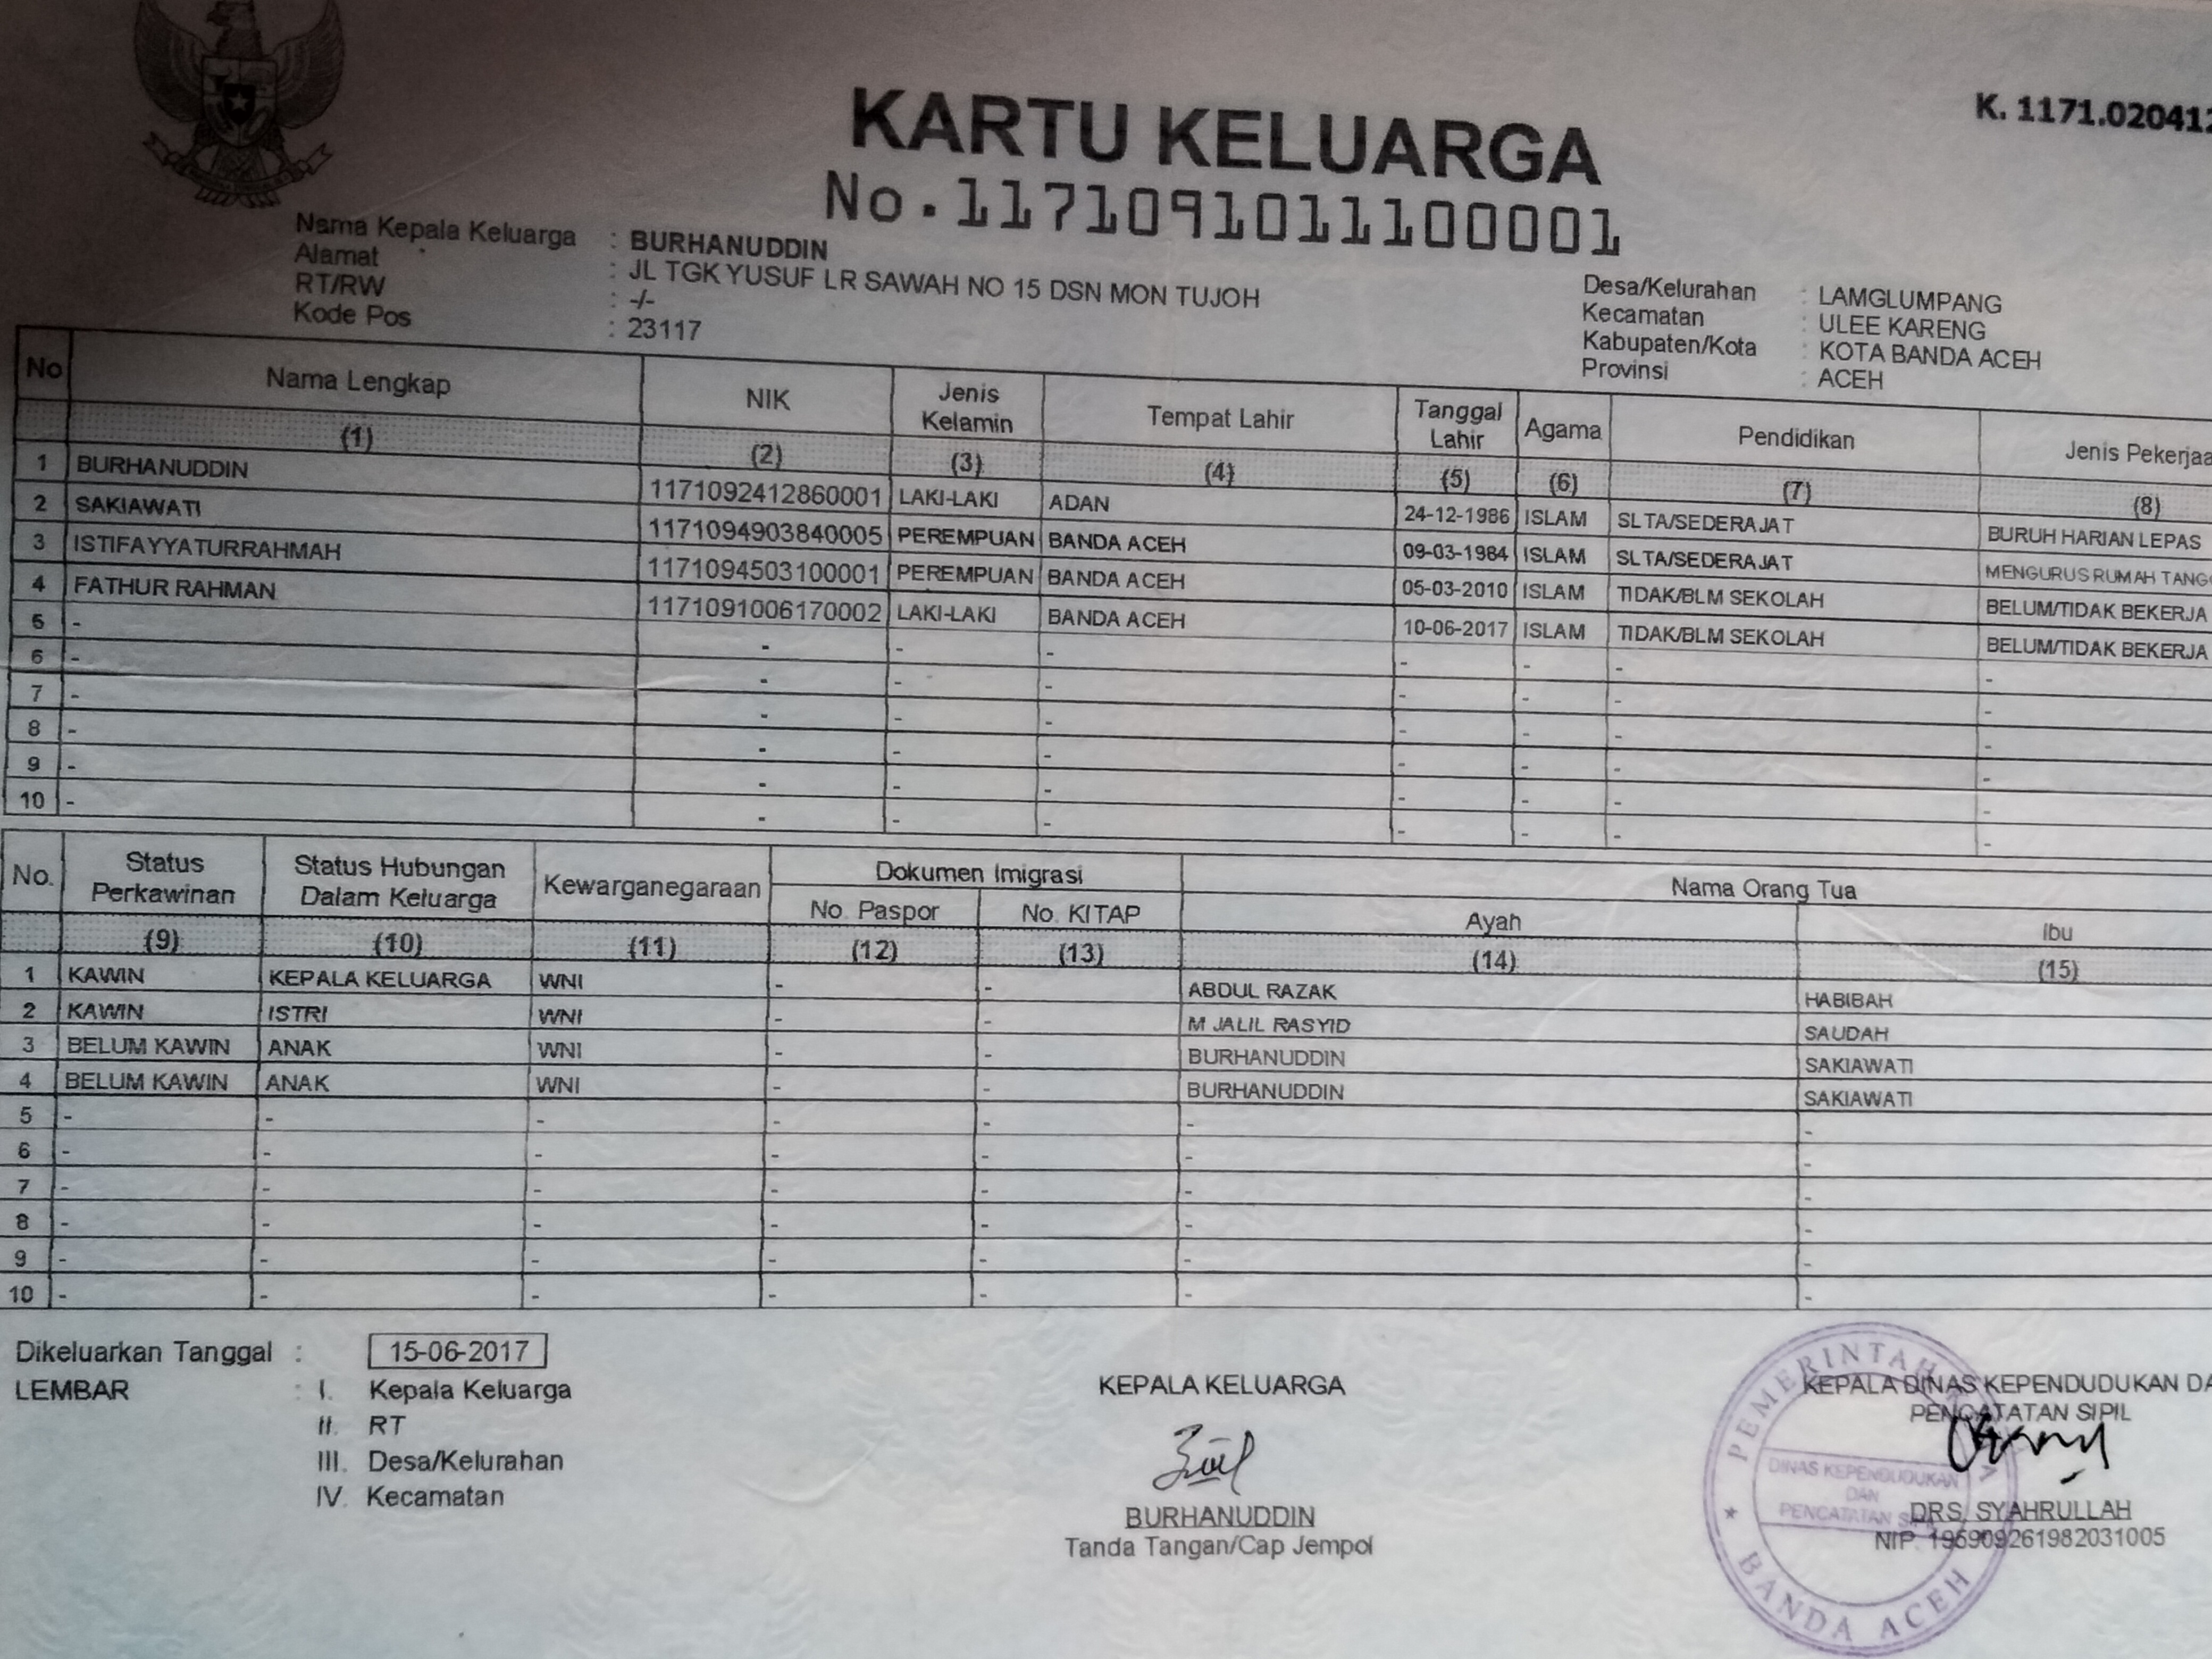 KARTU KELUARGA
K. 1171.020412
No.1171091011100001
Nama Kepala Keluarga : BURHANUDDIN
Alamat : JL TGK YUSUF LR SAWAH NO 15 DSN MON TUJOH
RT/RW : -/-
Kode Pos : 23117
Desa/Kelurahan : LAMGLUMPANG
Kecamatan : ULEE KARENG
Kabupaten/Kota : KOTA BANDA ACEH
Provinsi : ACEH
No Nama Lengkap NIK Jenis Kelamin Tempat Lahir Tanggal Lahir Agama Pendidikan Jenis Pekerjaa
(1) (2) (3) (4) (5) (6) (7) (8)
1 BURHANUDDIN 1171092412860001 LAKI-LAKI ADAN 24-12-1986 ISLAM SLTA/SEDERAJAT BURUH HARIAN LEPAS
2 SAKIAWATI 1171094903840005 PEREMPUAN BANDA ACEH 09-03-1984 ISLAM SLTA/SEDERAJAT MENGURUS RUMAH TANGG
3 ISTIFAYYATURRAHMAH 1171094503100001 PEREMPUAN BANDA ACEH 05-03-2010 ISLAM TIDAK/BLM SEKOLAH BELUM/TIDAK BEKERJA
4 FATHUR RAHMAN 1171091006170002 LAKI-LAKI BANDA ACEH 10-06-2017 ISLAM TIDAK/BLM SEKOLAH BELUM/TIDAK BEKERJA
5 - - - - - - - -
6 - - - - - - - -
7 - - - - - - - -
8 - - - - - - - -
9 - - - - - - - -
10 - - - - - - - -
No. Status Perkawinan Status Hubungan Dalam Keluarga Kewarganegaraan Dokumen Imigrasi Nama Orang Tua
No. Paspor No. KITAP Ayah Ibu
(9) (10) (11) (12) (13) (14) (15)
1 KAWIN KEPALA KELUARGA WNI - - ABDUL RAZAK HABIBAH
2 KAWIN ISTRI WNI - - M JALIL RASYID SAUDAH
3 BELUM KAWIN ANAK WNI - - BURHANUDDIN SAKIAWATI
4 BELUM KAWIN ANAK WNI - - BURHANUDDIN SAKIAWATI
5 - - - - - - -
6 - - - - - - -
7 - - - - - - -
8 - - - - - - -
9 - - - - - - -
10 - - - - - - -
Dikeluarkan Tanggal : 15-06-2017
LEMBAR : I. Kepala Keluarga
II. RT
III. Desa/Kelurahan
IV. Kecamatan
KEPALA KELUARGA
BURHANUDDIN
Tanda Tangan/Cap Jempol
KEPALA DINAS KEPENDUDUKAN DA
PENCATATAN SIPIL
DRS. SYAHRULLAH
NIP. 195909261982031005
PEMERINTAH
DINAS KEPENDUDUKAN
DAN
PENCATATAN
BANDA ACEH